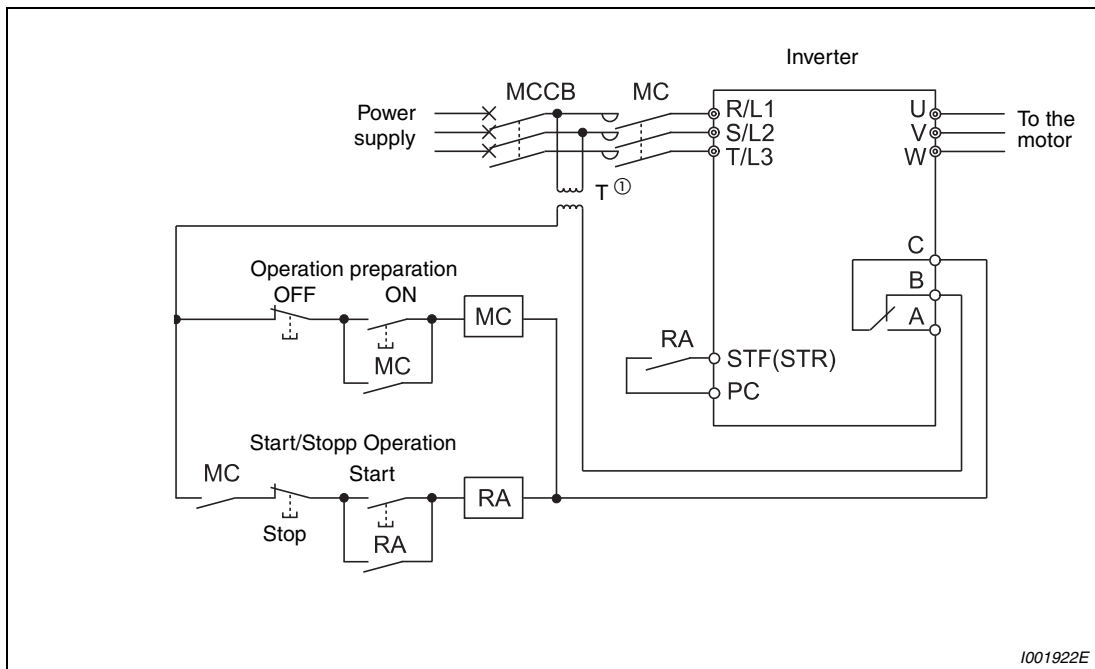 Inverter
MCCB
MC
Power
supply
R/L1
S/L2
T/L3
U
V
W
To the
motor
T ①
C
B
A
Operation preparation
OFF
ON
MC
MC
RA
STF(STR)
PC
Start/Stopp Operation
MC
Start
RA
Stop
RA
I001922E